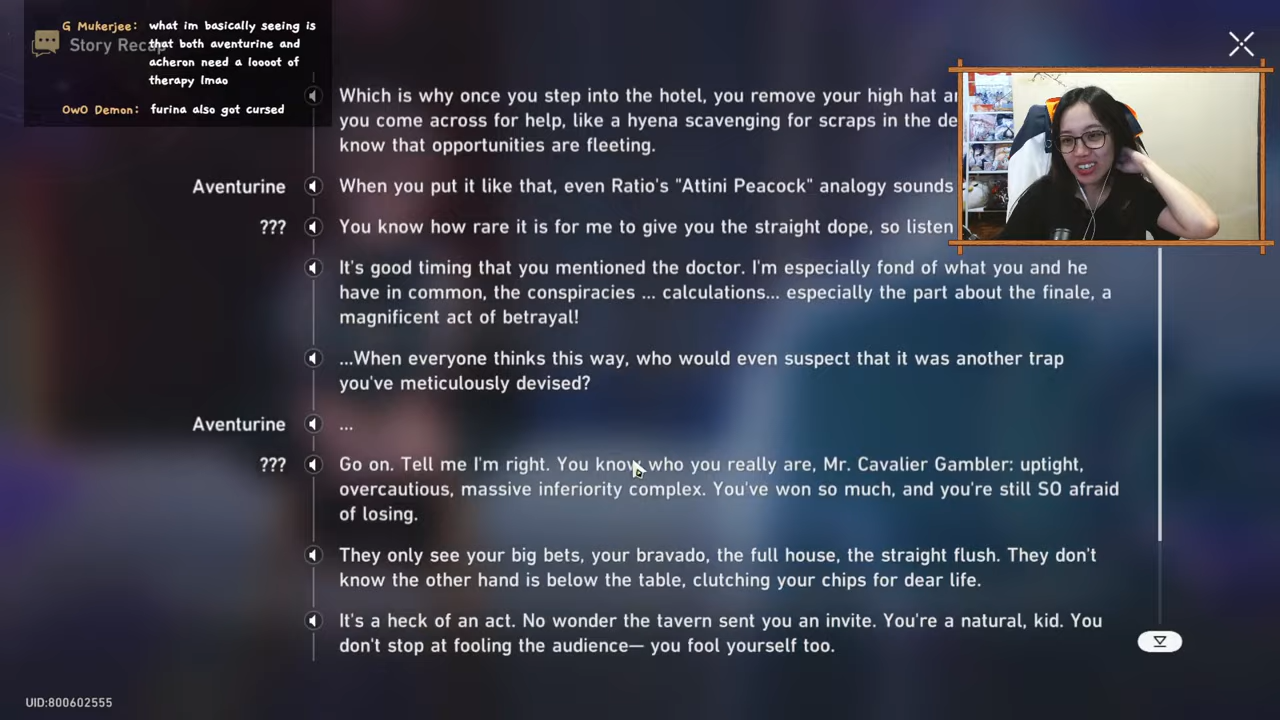 G Mukerjee: what im basically seeing is
that both aventurine and
acheron need a loooot of
therapy lmao
OwO Demon: furina also got cursed
Story Recap
Which is why once you step into the hotel, you remove your high hat
you come across for help, like a hyena scavenging for scraps in the
know that opportunities are fleeting.
Aventurine When you put it like that, even Ratio's "Attini Peacock" analogy sounds
??? You know how rare it is for me to give you the straight dope, so listen
It's good timing that you mentioned the doctor. I'm especially fond of what you and he
have in common, the conspiracies ... calculations... especially the part about the finale, a
magnificent act of betrayal!
...When everyone thinks this way, who would even suspect that it was another trap
you've meticulously devised?
Aventurine ...
??? Go on. Tell me I'm right. You know who you really are, Mr. Cavalier Gambler: uptight,
overcautious, massive inferiority complex. You've won so much, and you're still SO afraid
of losing.
They only see your big bets, your bravado, the full house, the straight flush. They don't
know the other hand is below the table, clutching your chips for dear life.
It's a heck of an act. No wonder the tavern sent you an invite. You're a natural, kid. You
don't stop at fooling the audience— you fool yourself too.
UID:800602555